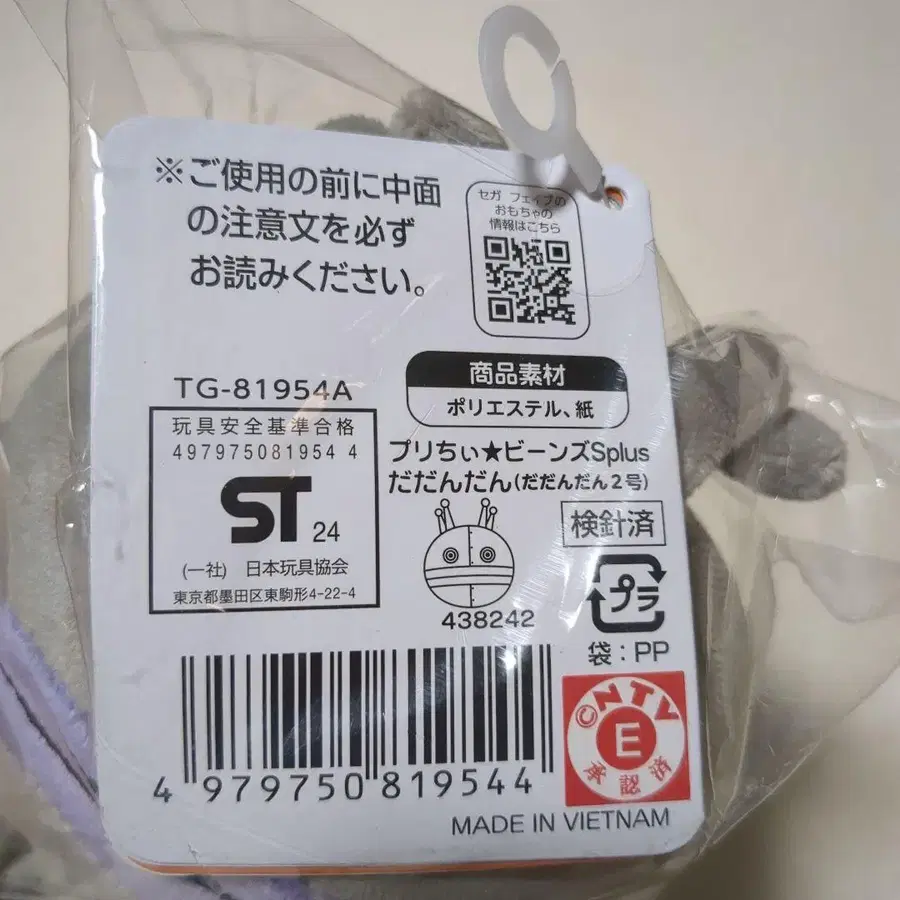 ※ご使用の前に中面
の注意文を必ず
お読みください。
セガ フェイブの
おもちゃの
情報はこちら
TG-81954A
玩具安全基準合格
497975081954 4
ST 24
(一社) 日本玩具協会
東京都墨田区東駒形4-22-4
商品素材
ポリエステル、紙
プリちぃ★ビーンズSplus
だだんだん(だだんだん2号)
438242
検針済
プラ
袋：PP
©NTV
E
承認済
4 979750 819544
MADE IN VIETNAM